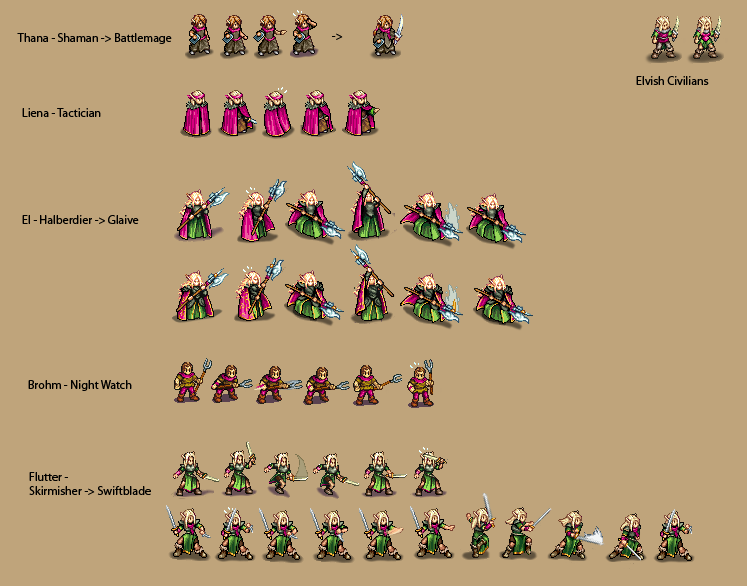 Thana - Shaman -> Battlemage
->
Elvish Civilians
Liena - Tactician
El - Halberdier -> Glaive
Brohm - Night Watch
Flutter -
Skirmisher -> Swiftblade